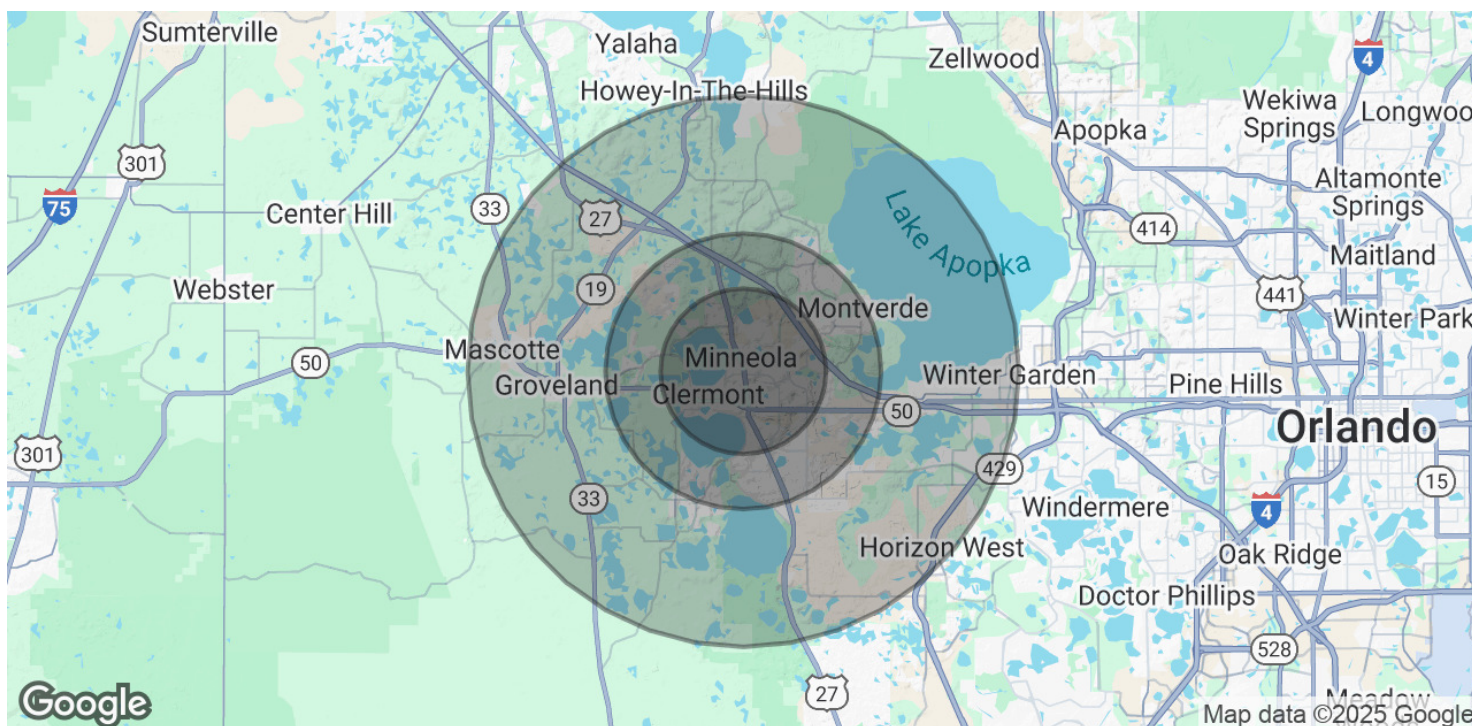 Sumterville
Yalaha
Zellwood
4
Howey-In-The-Hills
Wekiwa
Springs
Longwoo
Apopka
301
75
Center Hill
33
27
Altamonte
Springs
414
Lake Apopka
Maitland
Webster
19
441
Montverde
Winter Park
Mascotte
Minneola
50
Groveland
Clermont
Winter Garden
Pine Hills
50
Orlando
301
429
15
33
Windermere
4
Horizon West
Oak Ridge
Doctor Phillips
528
27
Meadow
Google
Map data ©2025 Google